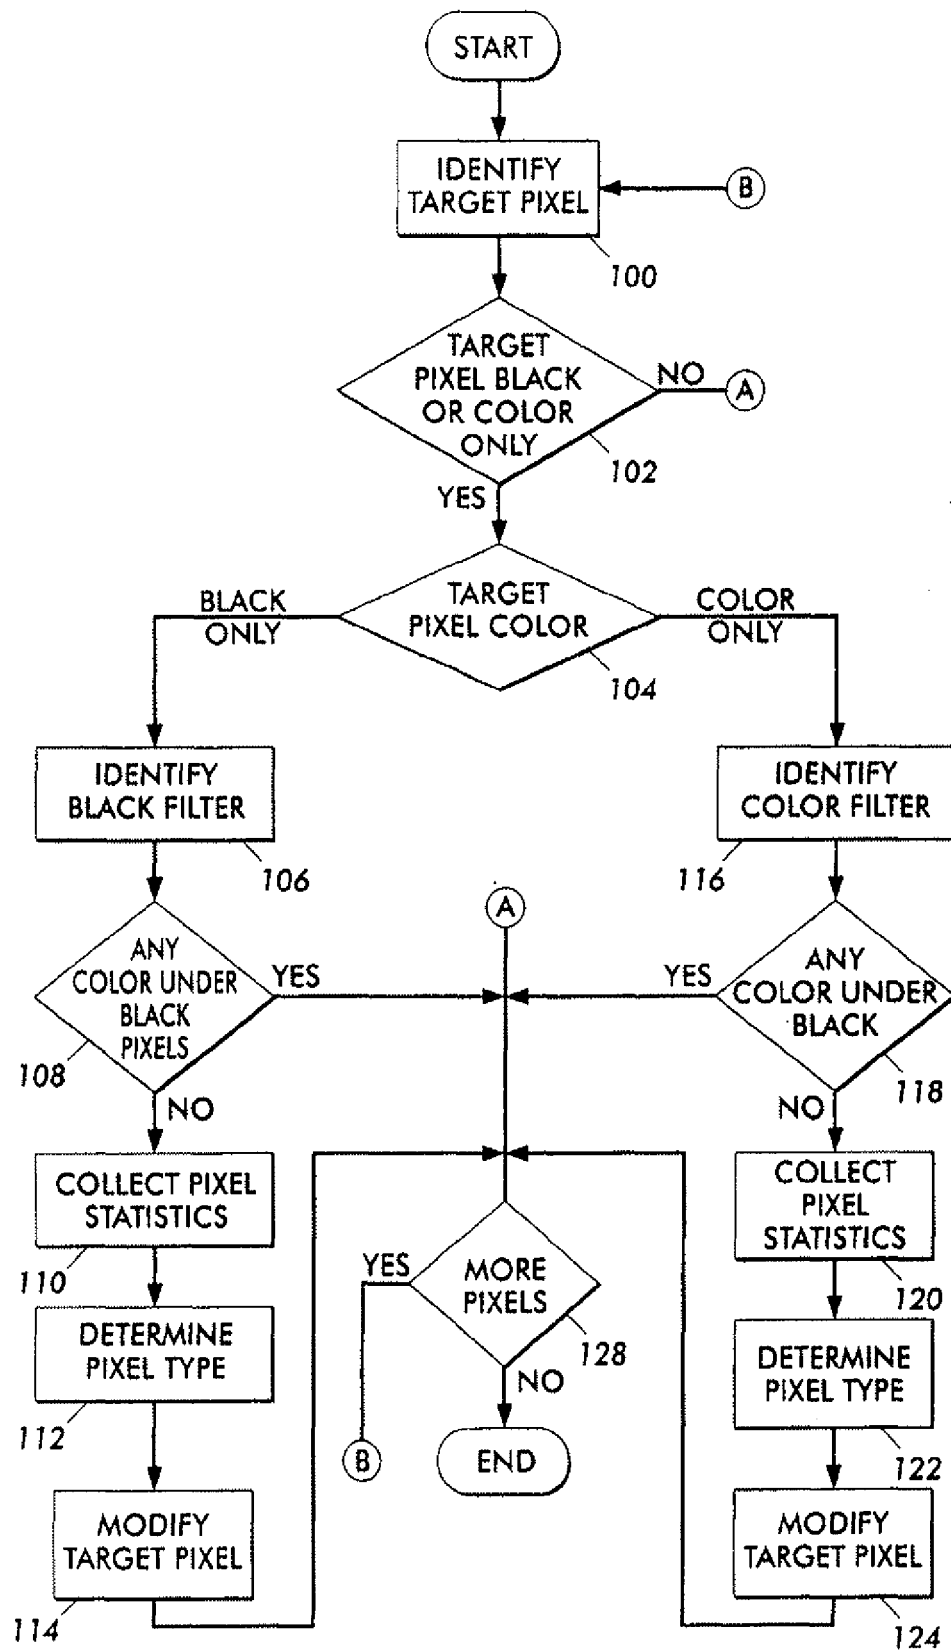 START
IDENTIFY
TARGET PIXEL
B
100
TARGET
PIXEL BLACK
OR COLOR
ONLY
NO
A
102
YES
TARGET
PIXEL COLOR
BLACK
ONLY
COLOR
ONLY
104
IDENTIFY
BLACK FILTER
106
IDENTIFY
COLOR FILTER
116
A
ANY
COLOR UNDER
BLACK
PIXELS
YES
108
NO
YES
ANY
COLOR UNDER
BLACK
118
NO
COLLECT PIXEL
STATISTICS
110
COLLECT
PIXEL
STATISTICS
120
YES
MORE
PIXELS
128
NO
DETERMINE
PIXEL TYPE
112
DETERMINE
PIXEL TYPE
122
B
END
MODIFY
TARGET PIXEL
114
MODIFY
TARGET PIXEL
124